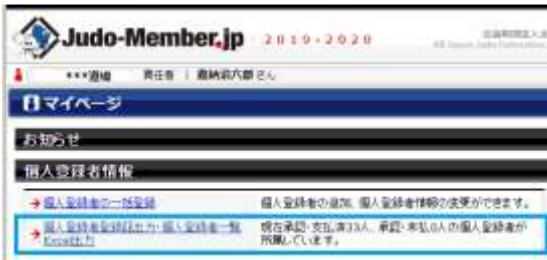 Judo-Member.jp 2019-2020
***道場 責任者 | 嘉納治六郎 さん
マイページ
お知らせ
個人登録者情報
個人登録者の一括登録 個人登録者の追加、個人登録者情報の変更ができます。
個人登録者登録証出力・個人登録者一覧 現在承認・支払済33人、承認・未払0人の個人登録者が
Excel出力 所属しています。